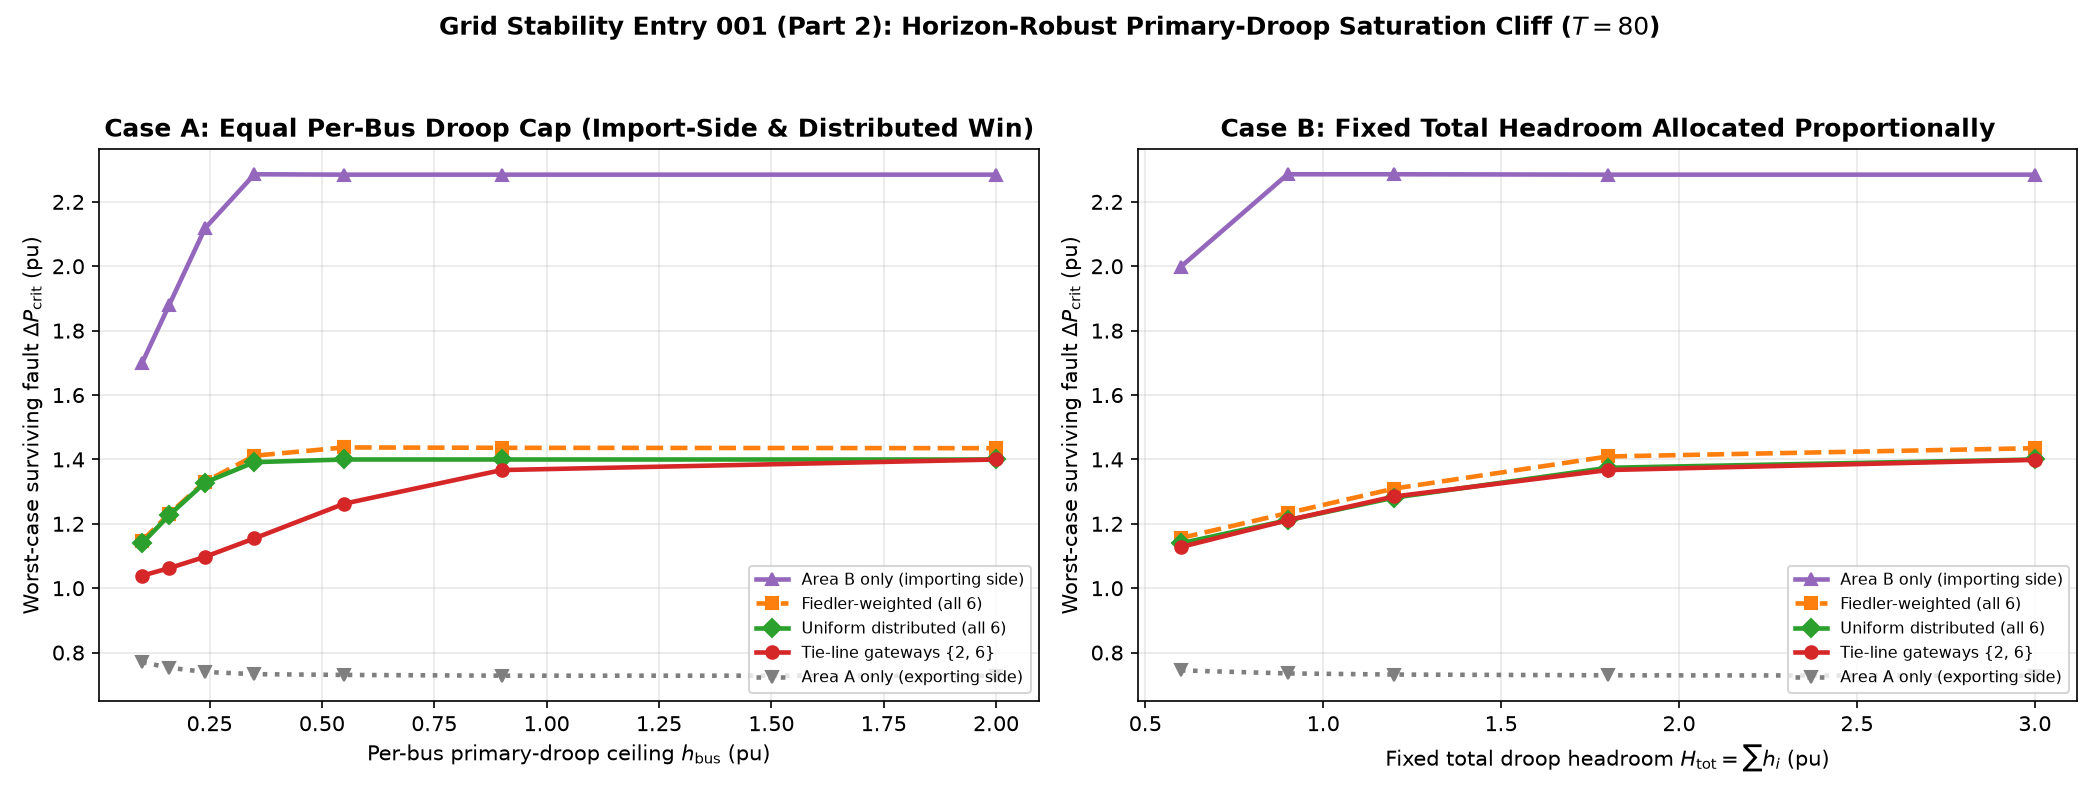 Grid Stability Entry 001 (Part 2): Horizon-Robust Primary-Droop Saturation Cliff (T = 80)
Case A: Equal Per-Bus Droop Cap (Import-Side & Distributed Win)
Worst-case surviving fault ΔP_crit (pu)
2.2
2.0
1.8
1.6
1.4
1.2
1.0
0.8
Area B only (importing side)
Fiedler-weighted (all 6)
Uniform distributed (all 6)
Tie-line gateways {2, 6}
Area A only (exporting side)
0.25 0.50 0.75 1.00 1.25 1.50 1.75 2.00
Per-bus primary-droop ceiling h_bus (pu)
Case B: Fixed Total Headroom Allocated Proportionally
Worst-case surviving fault ΔP_crit (pu)
2.2
2.0
1.8
1.6
1.4
1.2
1.0
0.8
Area B only (importing side)
Fiedler-weighted (all 6)
Uniform distributed (all 6)
Tie-line gateways {2, 6}
Area A only (exporting side)
0.5 1.0 1.5 2.0 2.5 3.0
Fixed total droop headroom H_tot = ∑h_i (pu)